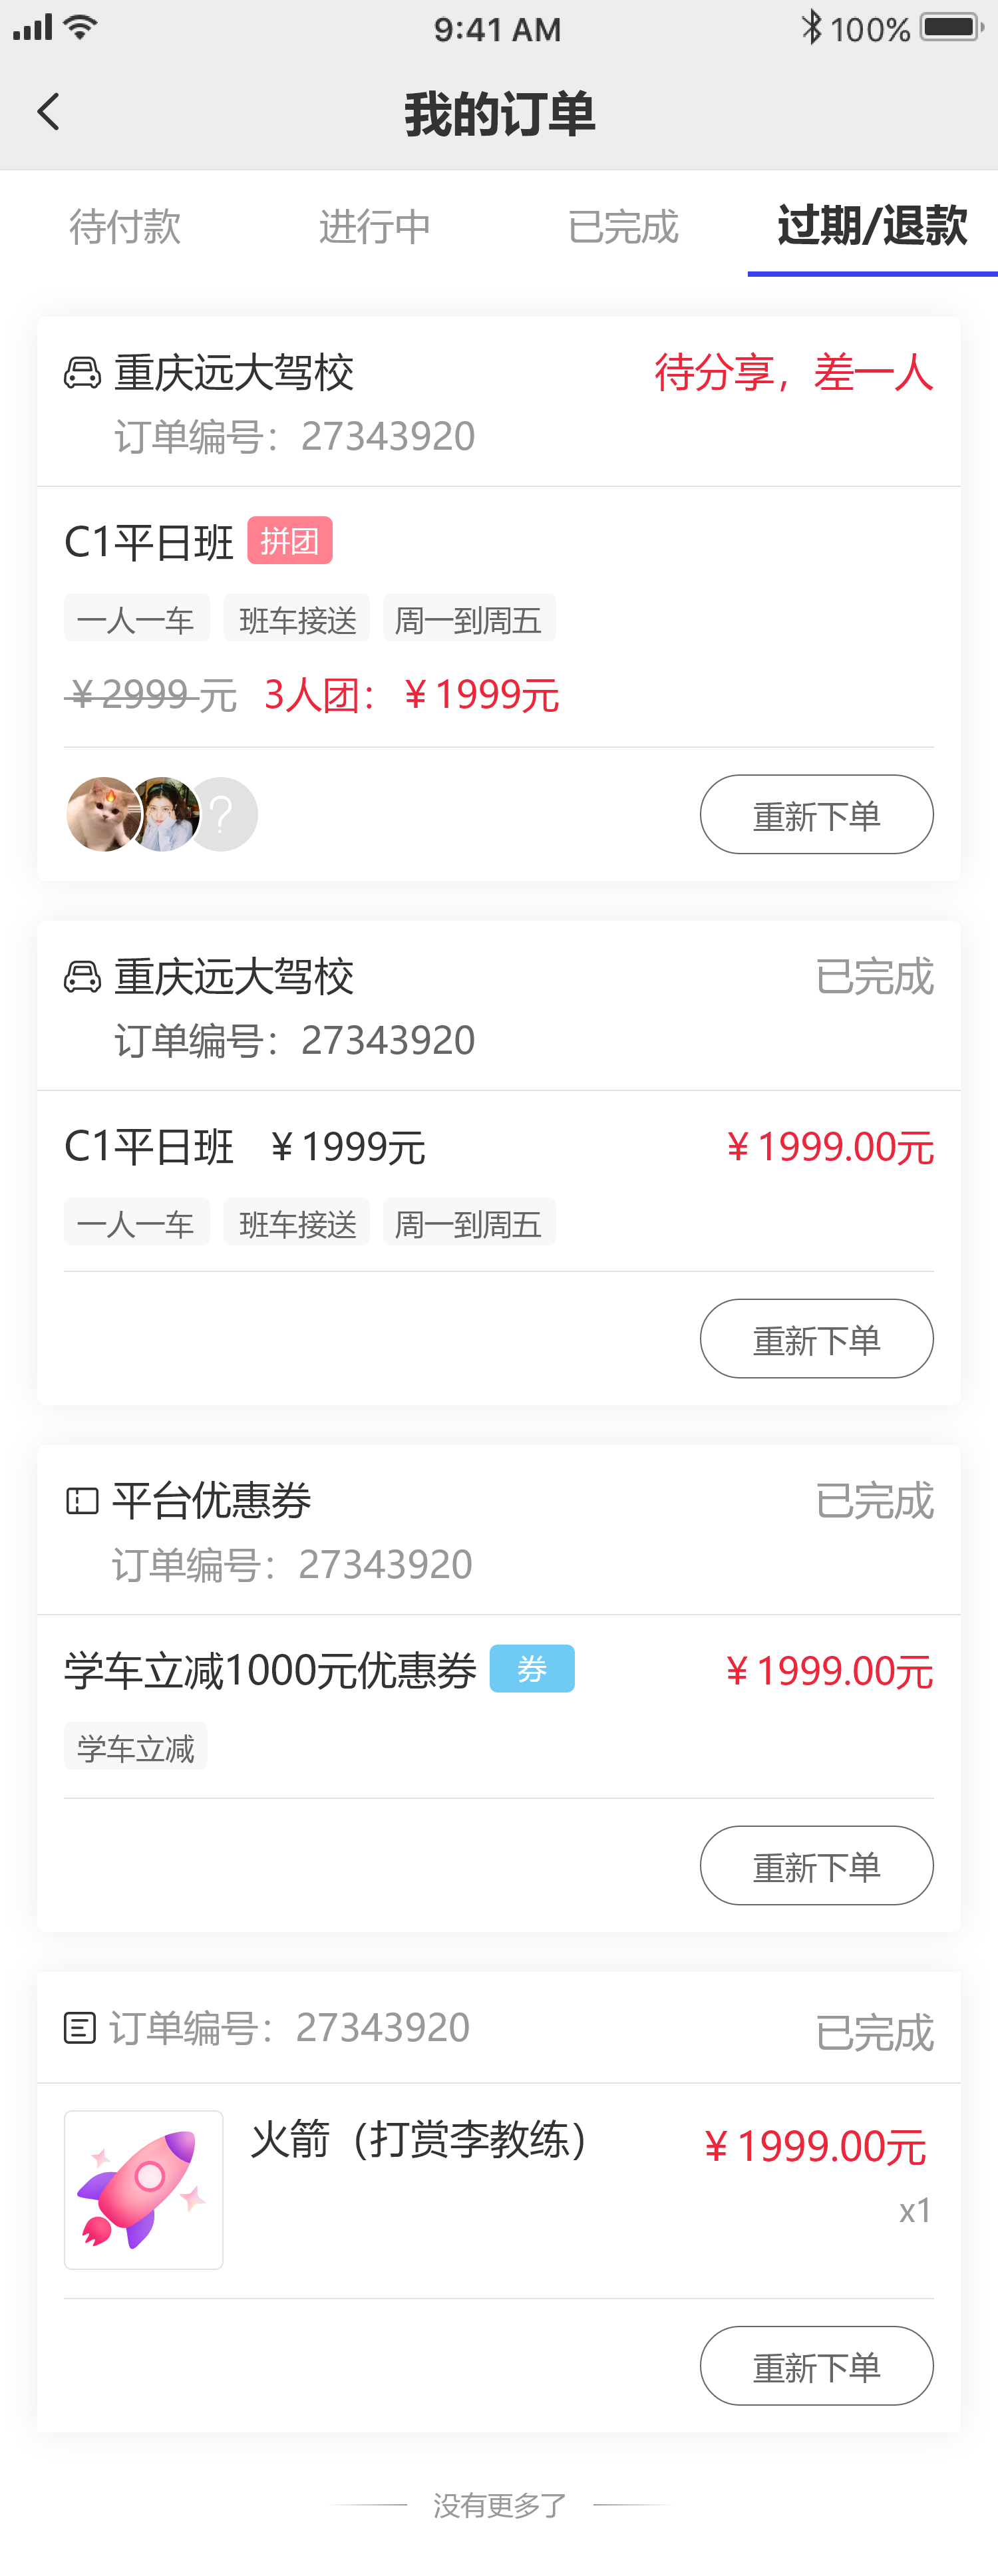 9:41 AM 100%
我的订单
待付款 进行中 已完成 过期/退款
重庆远大驾校 待分享，差一人
订单编号：27343920
C1平日班 拼团
一人一车 班车接送 周一到周五
￥2999元 3人团：￥1999元
? 重新下单
重庆远大驾校 已完成
订单编号：27343920
C1平日班 ￥1999元 ￥1999.00元
一人一车 班车接送 周一到周五
重新下单
平台优惠券 已完成
订单编号：27343920
学车立减1000元优惠券 券 ￥1999.00元
学车立减
重新下单
订单编号：27343920 已完成
火箭（打赏李教练） ￥1999.00元
x1
重新下单
没有更多了